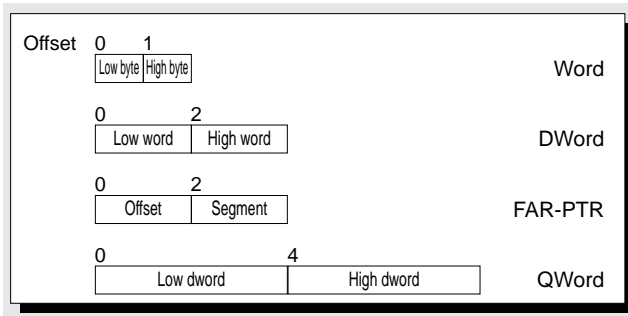 Offset 0 1
Low byte High byte Word
0 2
Low word High word DWord
0 2
Offset Segment FAR-PTR
0 4
Low dword High dword QWord